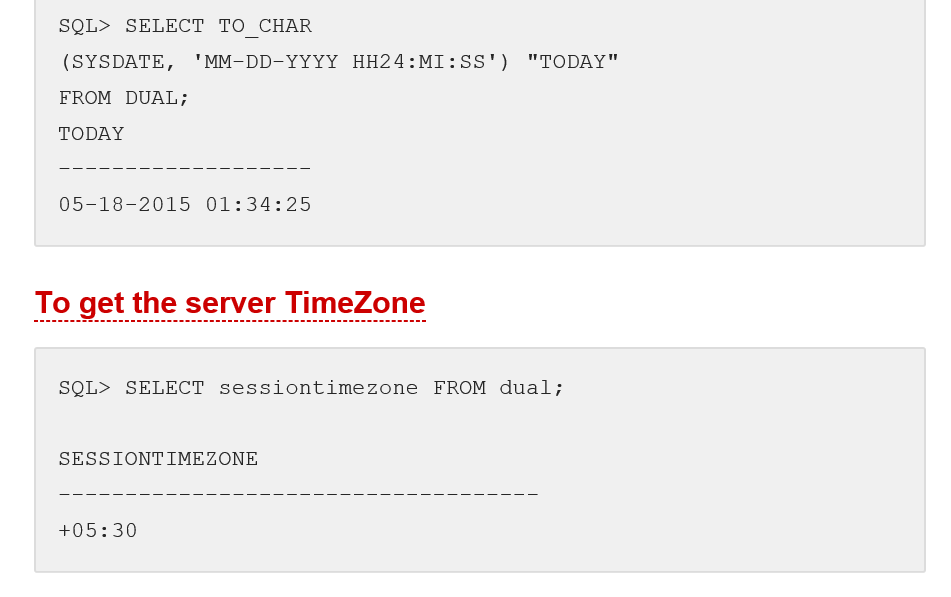 SQL> SELECT TO_CHAR
(SYSDATE, 'MM-DD-YYYY HH24:MI:SS') "TODAY"
FROM DUAL;
TODAY
-------------------
05-18-2015 01:34:25
To get the server TimeZone
SQL> SELECT sessiontimezone FROM dual;
SESSIONTIMEZONE
------------------------------------
+05:30